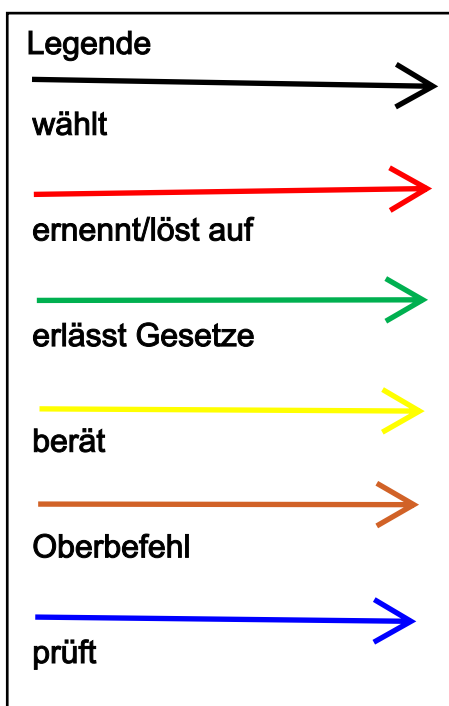 Legende
wählt
ernennt/löst auf
erlässt Gesetze
berät
Oberbefehl
prüft